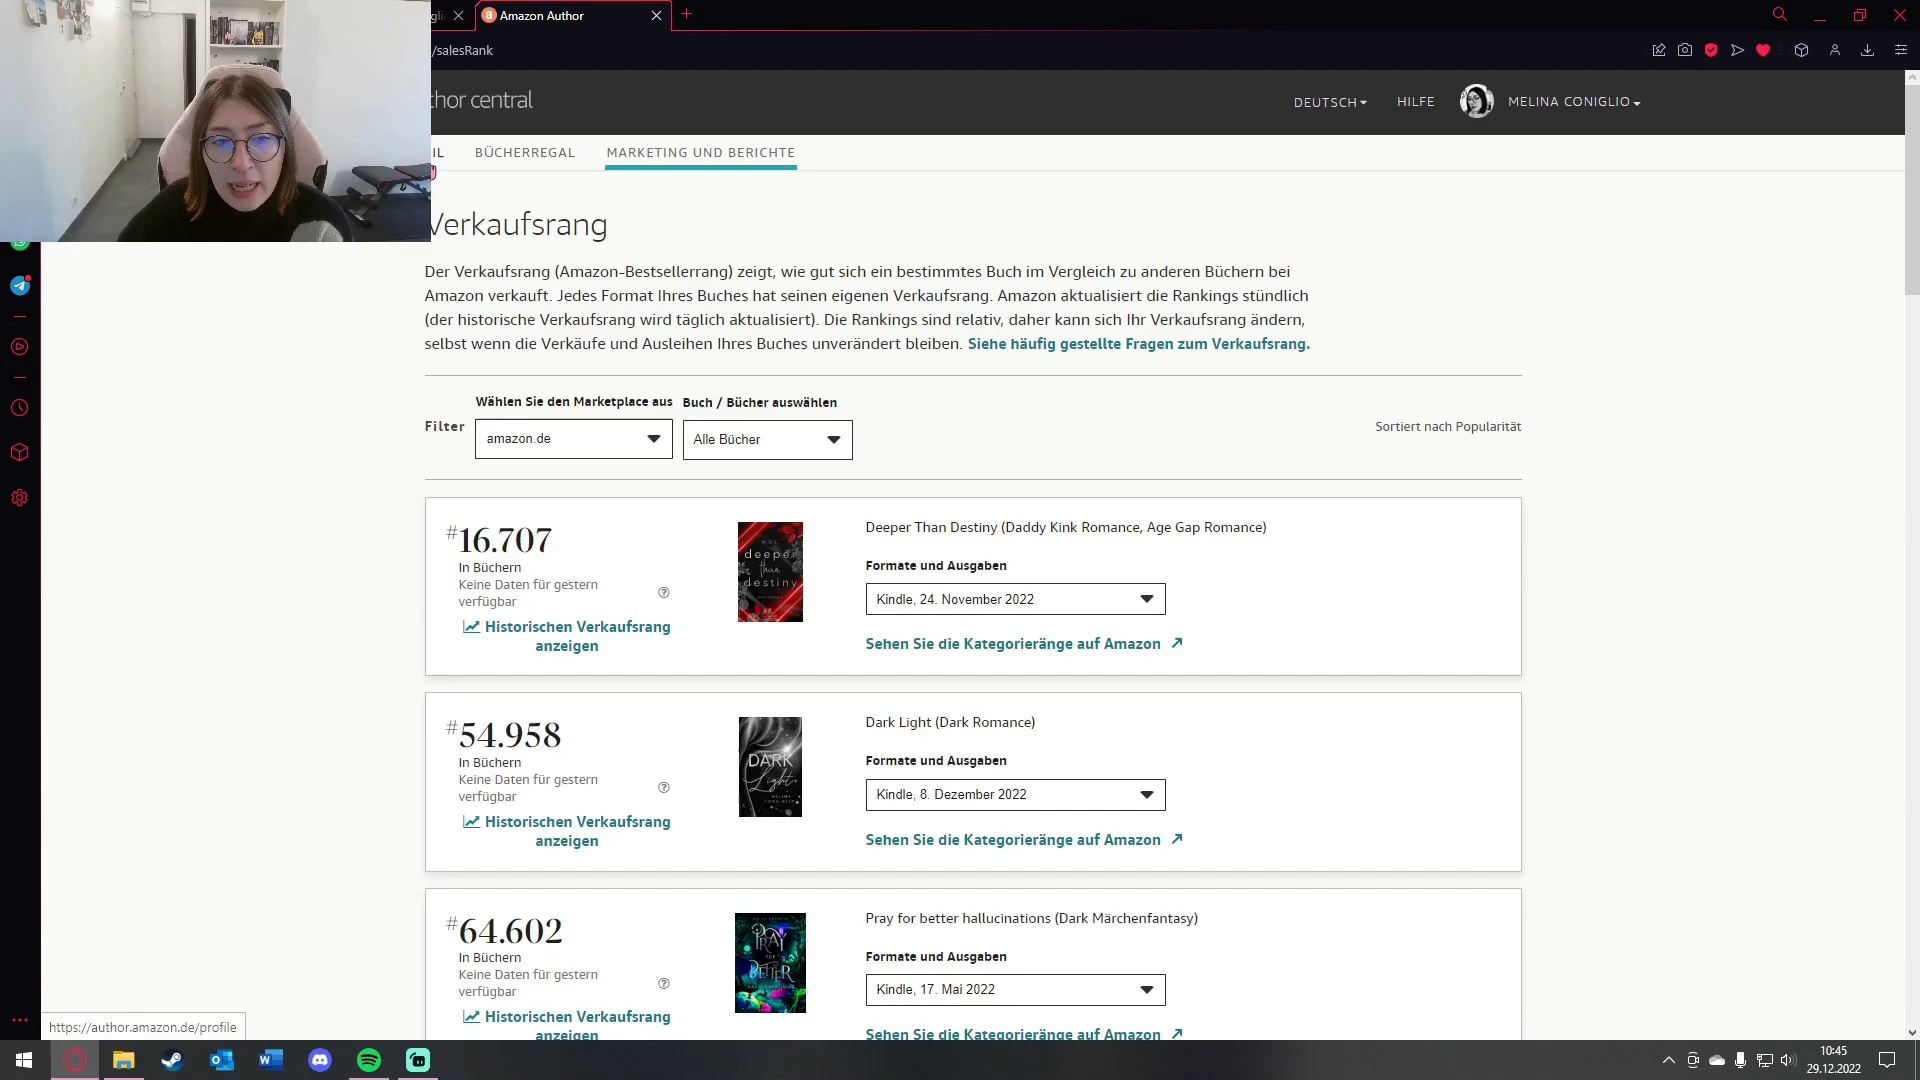 Amazon Author
/salesRank
thor central
DEUTSCH
HILFE
MELINA CONIGLIO
IL
BÜCHERREGAL
MARKETING UND BERICHTE
Verkaufsrang
Der Verkaufsrang (Amazon-Bestsellerrang) zeigt, wie gut sich ein bestimmtes Buch im Vergleich zu anderen Büchern bei
Amazon verkauft. Jedes Format Ihres Buches hat seinen eigenen Verkaufsrang. Amazon aktualisiert die Rankings stündlich
(der historische Verkaufsrang wird täglich aktualisiert). Die Rankings sind relativ, daher kann sich Ihr Verkaufsrang ändern,
selbst wenn die Verkäufe und Ausleihen Ihres Buches unverändert bleiben. Siehe häufig gestellte Fragen zum Verkaufsrang.
Filter
Wählen Sie den Marketplace aus
amazon.de
Buch / Bücher auswählen
Alle Bücher
Sortiert nach Popularität
#16.707
In Büchern
Keine Daten für gestern
verfügbar
Historischen Verkaufsrang
anzeigen
deeper
than
destiny
Deeper Than Destiny (Daddy Kink Romance, Age Gap Romance)
Formate und Ausgaben
Kindle, 24. November 2022
Sehen Sie die Kategorieränge auf Amazon
#54.958
In Büchern
Keine Daten für gestern
verfügbar
Historischen Verkaufsrang
anzeigen
DARK
Light
Dark Light (Dark Romance)
Formate und Ausgaben
Kindle, 8. Dezember 2022
Sehen Sie die Kategorieränge auf Amazon
#64.602
In Büchern
Keine Daten für gestern
verfügbar
Historischen Verkaufsrang
anzeigen
PRAY
FOR
BETTER
Pray for better hallucinations (Dark Märchenfantasy)
Formate und Ausgaben
Kindle, 17. Mai 2022
Sehen Sie die Kategorieränge auf Amazon
https://author.amazon.de/profile
10:45
29.12.2022